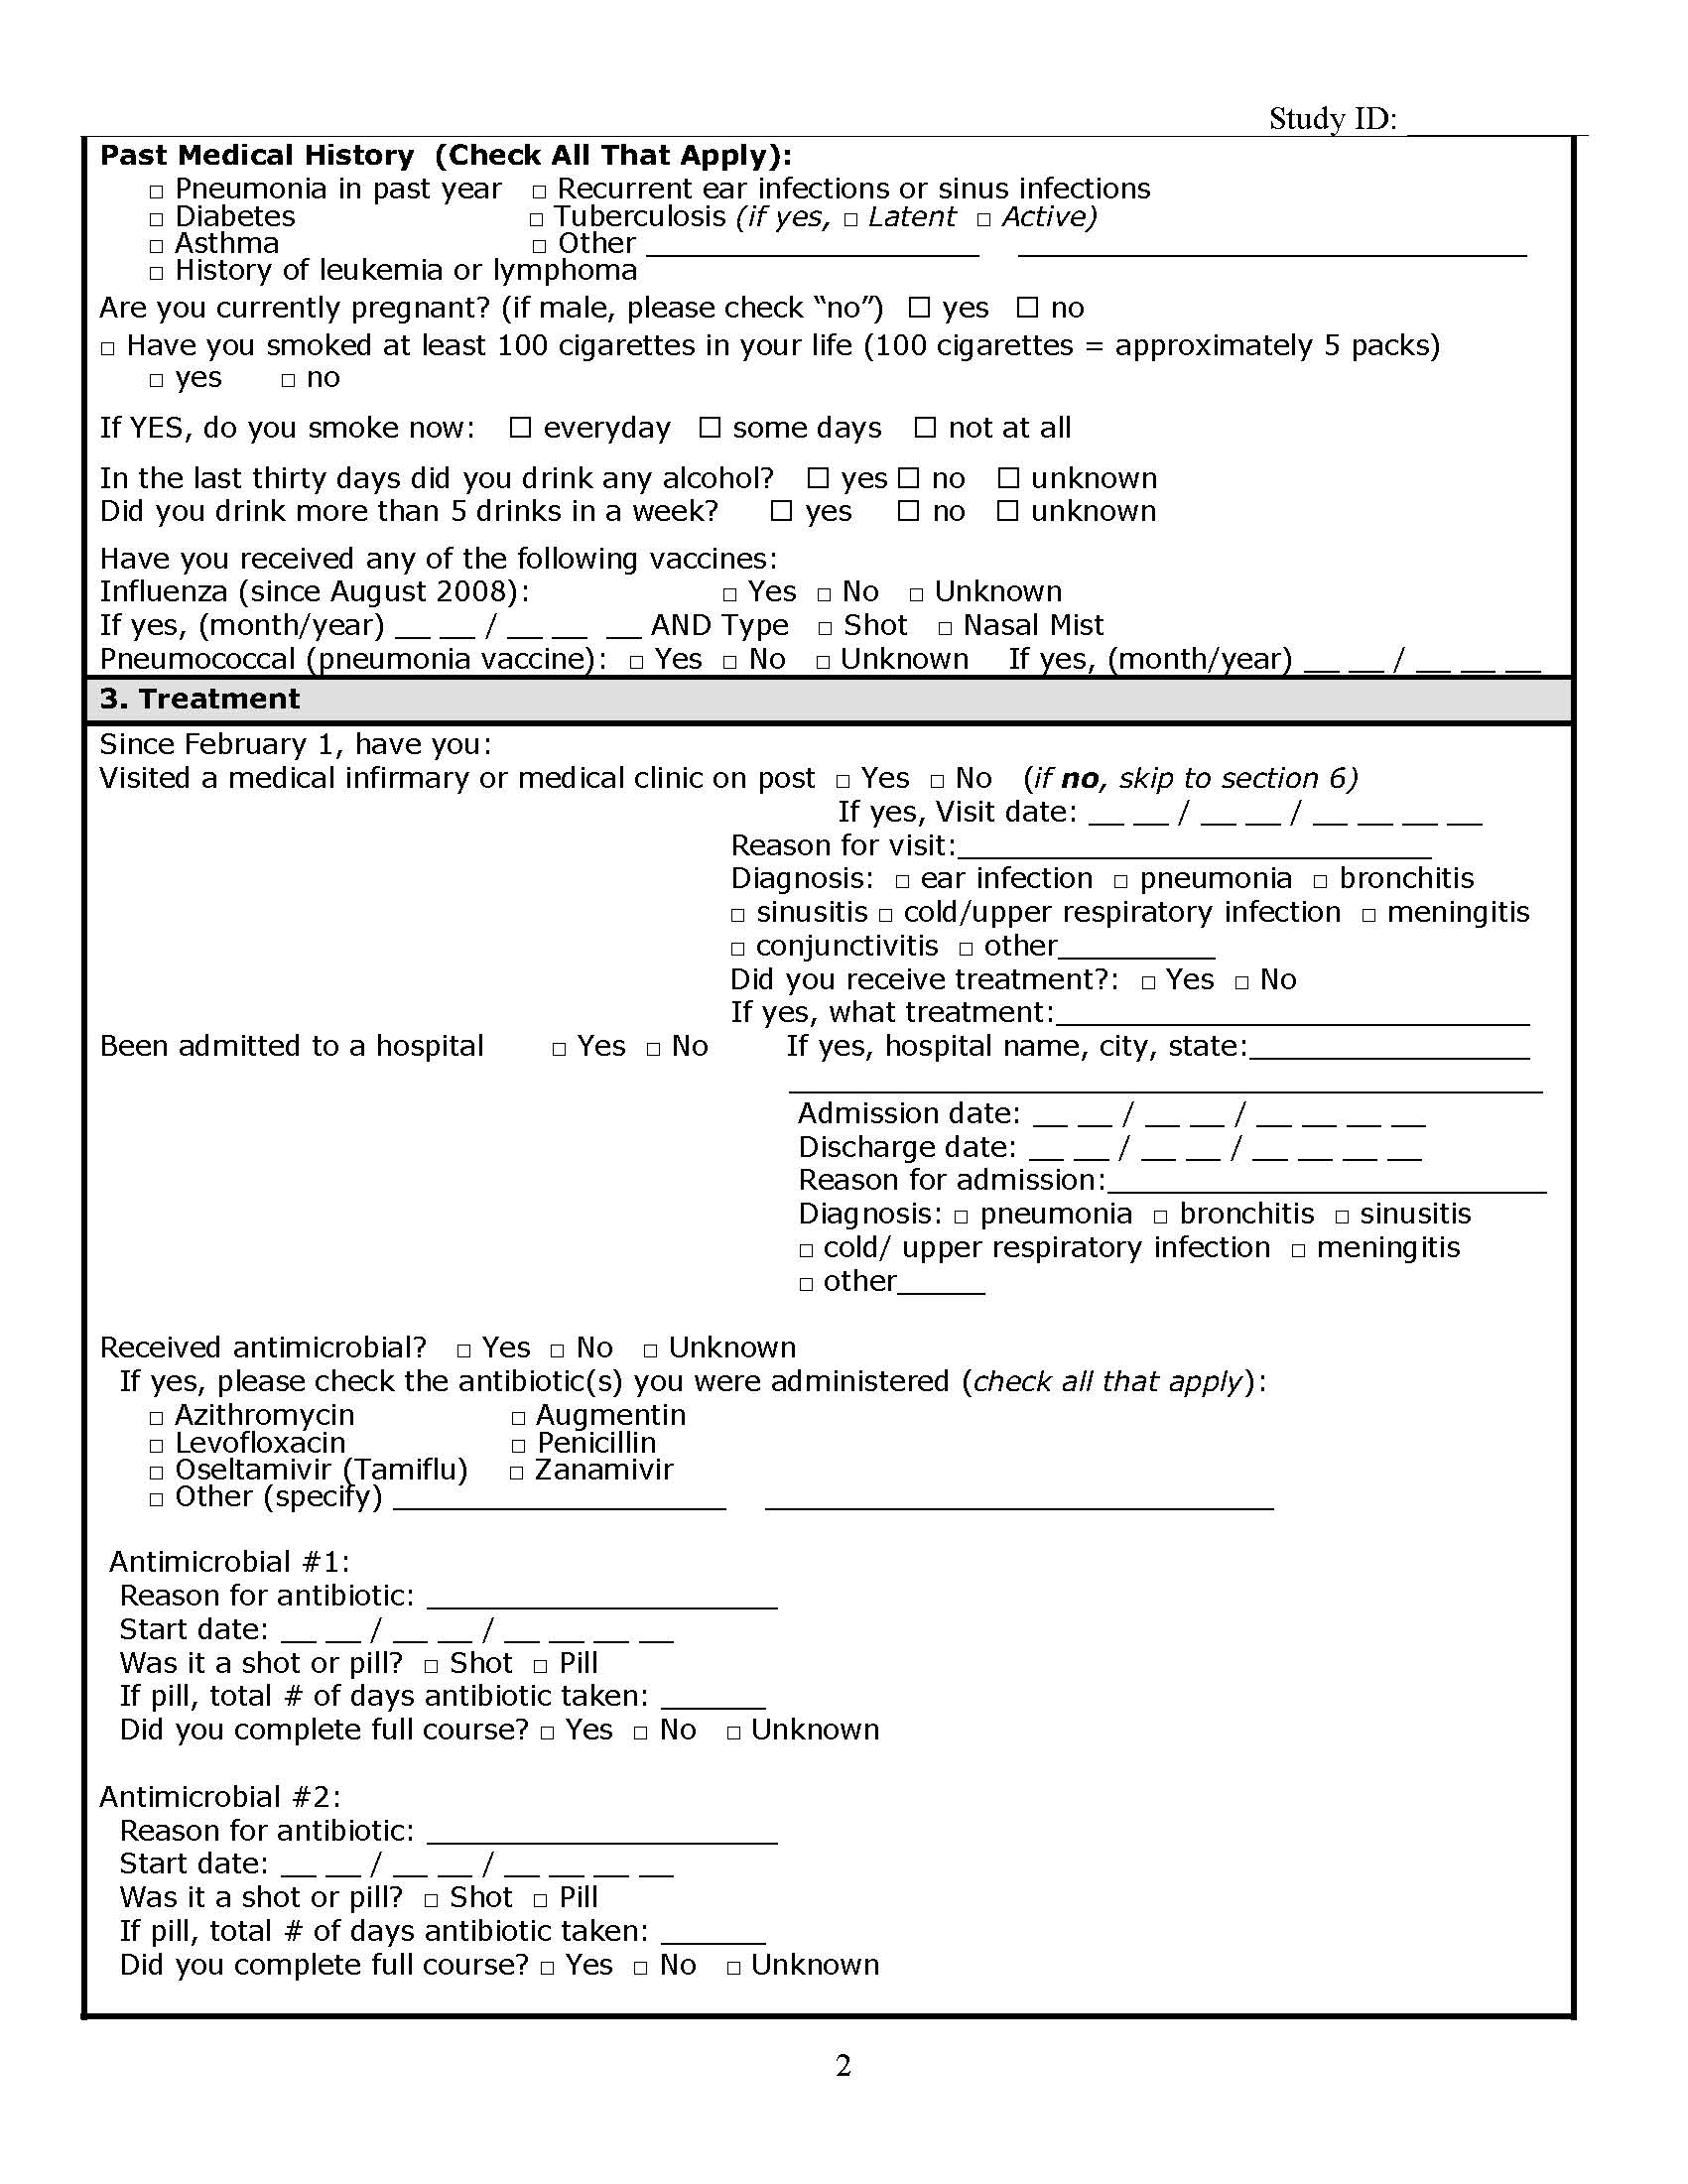 Study ID: ___________
Past Medical History (Check All That Apply):
□ Pneumonia in past year □ Recurrent ear infections or sinus infections
□ Diabetes □ Tuberculosis (if yes, □ Latent □ Active)
□ Asthma □ Other ___________________ _____________________________
□ History of leukemia or lymphoma
Are you currently pregnant? (if male, please check “no”) □ yes □ no
□ Have you smoked at least 100 cigarettes in your life (100 cigarettes = approximately 5 packs)
□ yes □ no
If YES, do you smoke now: □ everyday □ some days □ not at all
In the last thirty days did you drink any alcohol? □ yes □ no □ unknown
Did you drink more than 5 drinks in a week? □ yes □ no □ unknown
Have you received any of the following vaccines:
Influenza (since August 2008): □ Yes □ No □ Unknown
If yes, (month/year) __ __ / __ __ __ AND Type □ Shot □ Nasal Mist
Pneumococcal (pneumonia vaccine): □ Yes □ No □ Unknown If yes, (month/year) __ __ / __ __ __
3. Treatment
Since February 1, have you:
Visited a medical infirmary or medical clinic on post □ Yes □ No (if no, skip to section 6)
If yes, Visit date: __ __ / __ __ / __ __ __ __
Reason for visit:___________________________
Diagnosis: □ ear infection □ pneumonia □ bronchitis
□ sinusitis □ cold/upper respiratory infection □ meningitis
□ conjunctivitis □ other_________
Did you receive treatment?: □ Yes □ No
If yes, what treatment:___________________________
Been admitted to a hospital □ Yes □ No If yes, hospital name, city, state:________________
___________________________________________
Admission date: __ __ / __ __ / __ __ __ __
Discharge date: __ __ / __ __ / __ __ __ __
Reason for admission:_________________________
Diagnosis: □ pneumonia □ bronchitis □ sinusitis
□ cold/ upper respiratory infection □ meningitis
□ other_____
Received antimicrobial? □ Yes □ No □ Unknown
If yes, please check the antibiotic(s) you were administered (check all that apply):
□ Azithromycin □ Augmentin
□ Levofloxacin □ Penicillin
□ Oseltamivir (Tamiflu) □ Zanamivir
□ Other (specify) ___________________ _____________________________
Antimicrobial #1:
Reason for antibiotic: ____________________
Start date: __ __ / __ __ / __ __ __ __
Was it a shot or pill? □ Shot □ Pill
If pill, total # of days antibiotic taken: ______
Did you complete full course? □ Yes □ No □ Unknown
Antimicrobial #2:
Reason for antibiotic: ____________________
Start date: __ __ / __ __ / __ __ __ __
Was it a shot or pill? □ Shot □ Pill
If pill, total # of days antibiotic taken: ______
Did you complete full course? □ Yes □ No □ Unknown
2